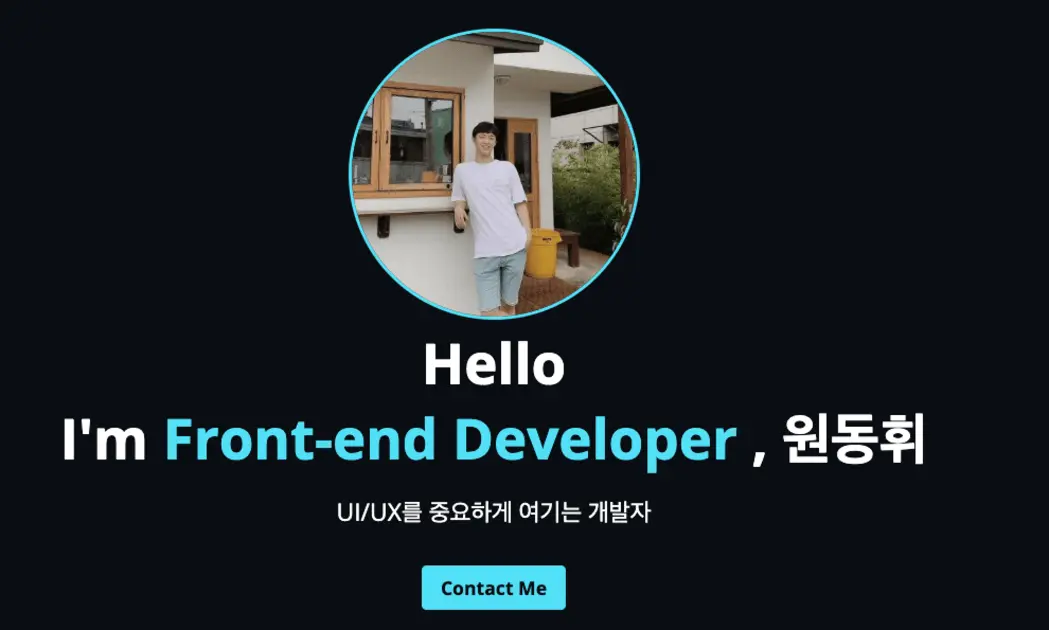 Hello
I'm Front-end Developer , 원동휘
UI/UX를 중요하게 여기는 개발자
Contact Me